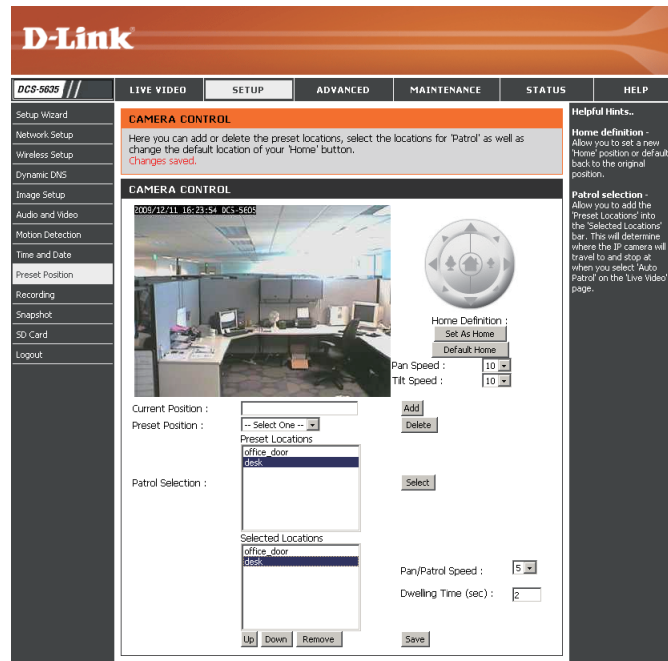 D-Link
DCS-5635
LIVE VIDEO
SETUP
ADVANCED
MAINTENANCE
STATUS
HELP
Setup Wizard
Network Setup
Wireless Setup
Dynamic DNS
Image Setup
Audio and Video
Motion Detection
Time and Date
Preset Position
Recording
Snapshot
SD Card
Logout
CAMERA CONTROL
Here you can add or delete the preset locations, select the locations for 'Patrol' as well as
change the default location of your 'Home' button.
Changes saved.
CAMERA CONTROL
2009/12/11 16:23:54 DCS-5605
Home Definition :
Set As Home
Default Home
Pan Speed : 10
Tilt Speed : 10
Current Position : Add
Preset Position : -- Select One -- Delete
Preset Locations
office_door
desk
Patrol Selection : Select
Selected Locations
office_door
desk
Pan/Patrol Speed : 5
Dwelling Time (sec) : 2
Up Down Remove Save
Helpful Hints..
Home definition -
Allow you to set a new
'Home' position or default
back to the original
position.
Patrol selection -
Allow you to add the
'Preset Locations' into
the 'Selected Locations'
bar. This will determine
where the IP camera will
travel to and stop at
when you select 'Auto
Patrol' on the 'Live Video'
page.